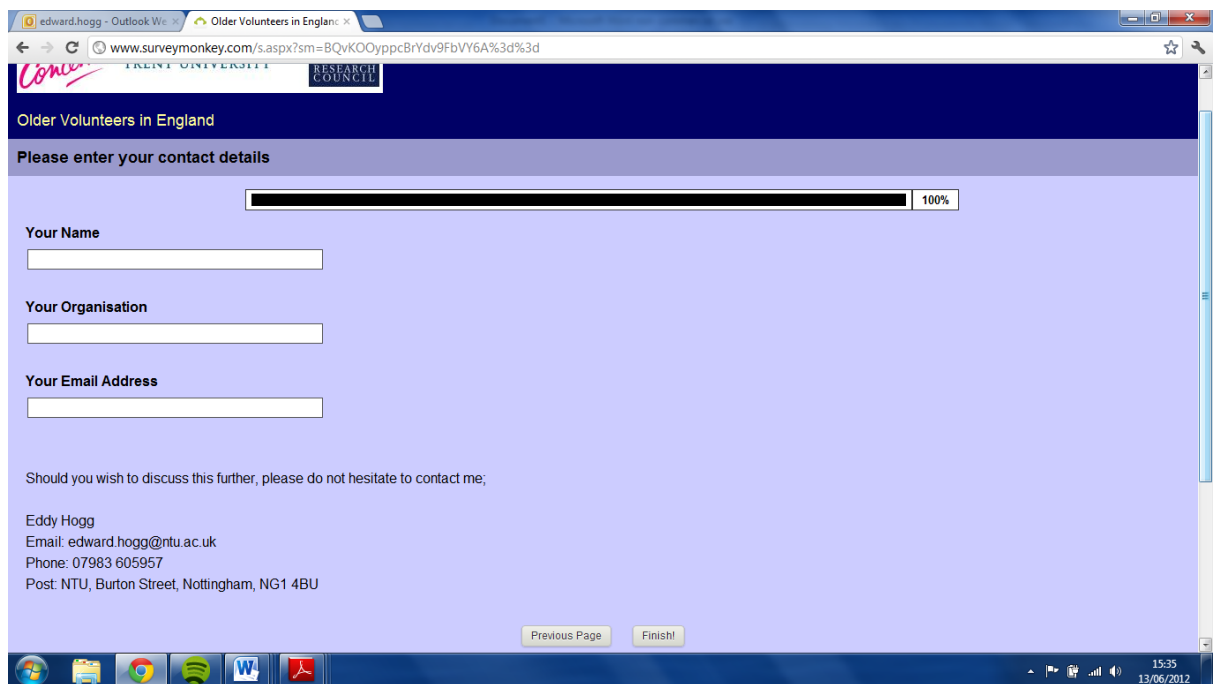 edward.hogg - Outlook We
Older Volunteers in Englanc
www.surveymonkey.com/s.aspx?sm=BQvKOOyppcBrYdv9FbVY6A%3d%3d
Concern
TRENT UNIVERSITY
RESEARCH
COUNCIL
Older Volunteers in England
Please enter your contact details
100%
Your Name
Your Organisation
Your Email Address
Should you wish to discuss this further, please do not hesitate to contact me;
Eddy Hogg
Email: edward.hogg@ntu.ac.uk
Phone: 07983 605957
Post: NTU, Burton Street, Nottingham, NG1 4BU
Previous Page
Finish!
15:35
13/06/2012